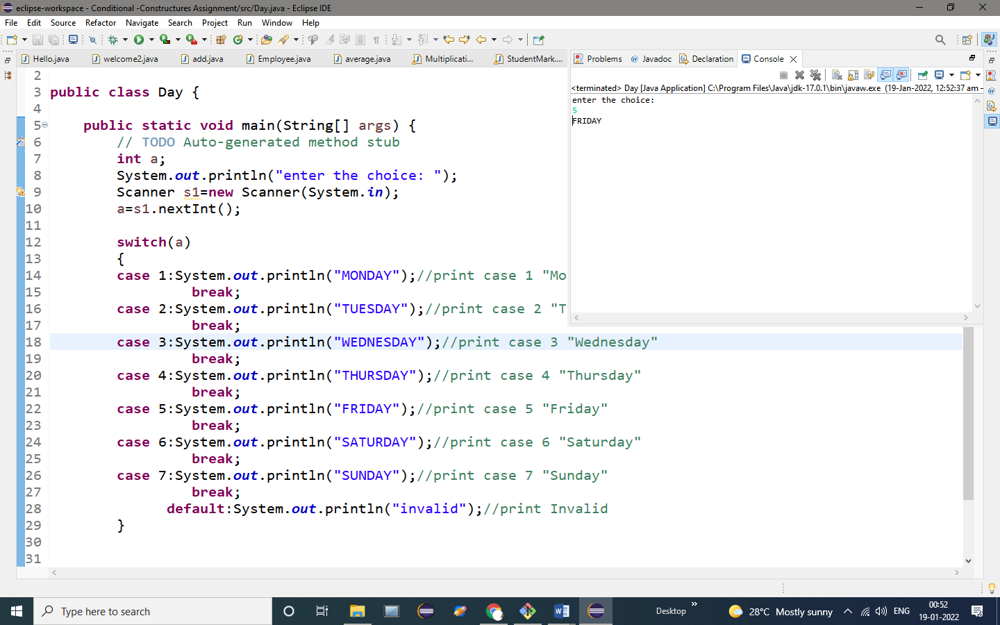 eclipse-workspace - Conditional -Constructures Assignment/src/Day.java - Eclipse IDE
File Edit Source Refactor Navigate Search Project Run Window Help
Hello.java welcome2.java add.java Employee.java average.java Multiplicati... StudentMark....
2
3 public class Day {
4
5 public static void main(String[] args) {
6 // TODO Auto-generated method stub
7 int a;
8 System.out.println("enter the choice: ");
9 Scanner s1=new Scanner(System.in);
10 a=s1.nextInt();
11
12 switch(a)
13 {
14 case 1:System.out.println("MONDAY");//print case 1 "Mo
15 break;
16 case 2:System.out.println("TUESDAY");//print case 2 "T
17 break;
18 case 3:System.out.println("WEDNESDAY");//print case 3 "Wednesday"
19 break;
20 case 4:System.out.println("THURSDAY");//print case 4 "Thursday"
21 break;
22 case 5:System.out.println("FRIDAY");//print case 5 "Friday"
23 break;
24 case 6:System.out.println("SATURDAY");//print case 6 "Saturday"
25 break;
26 case 7:System.out.println("SUNDAY");//print case 7 "Sunday"
27 break;
28 default:System.out.println("invalid");//print Invalid
29 }
30
31
Problems @ Javadoc Declaration Console
<terminated> Day [Java Application] C:\Program Files\Java\jdk-17.0.1\bin\javaw.exe (19-Jan-2022, 12:52:37 am –
enter the choice:
5
FRIDAY
Type here to search
Desktop
28°C Mostly sunny
ENG
00:52
19-01-2022